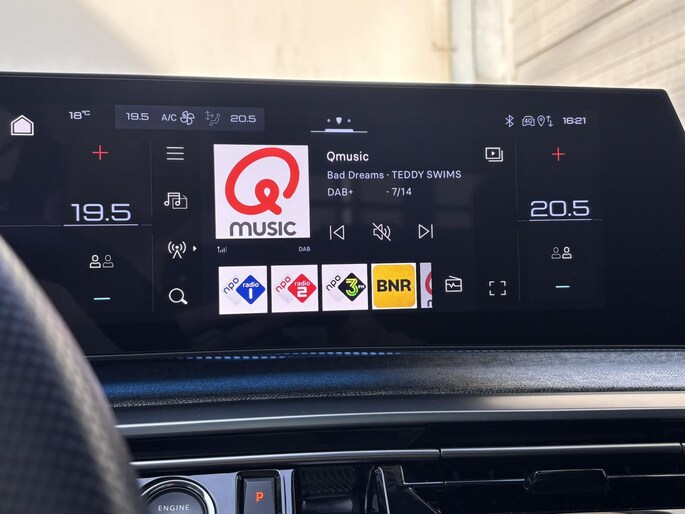 18°C
19.5 A/C 20.5
4G
16:21
19.5
MUSIC
Qmusic
Bad Dreams - TEDDY SWIMS
DAB+ - 7/14
DAB
20.5
npo radio 1
npo radio 2
npo 3FM
BNR
ENGINE
P